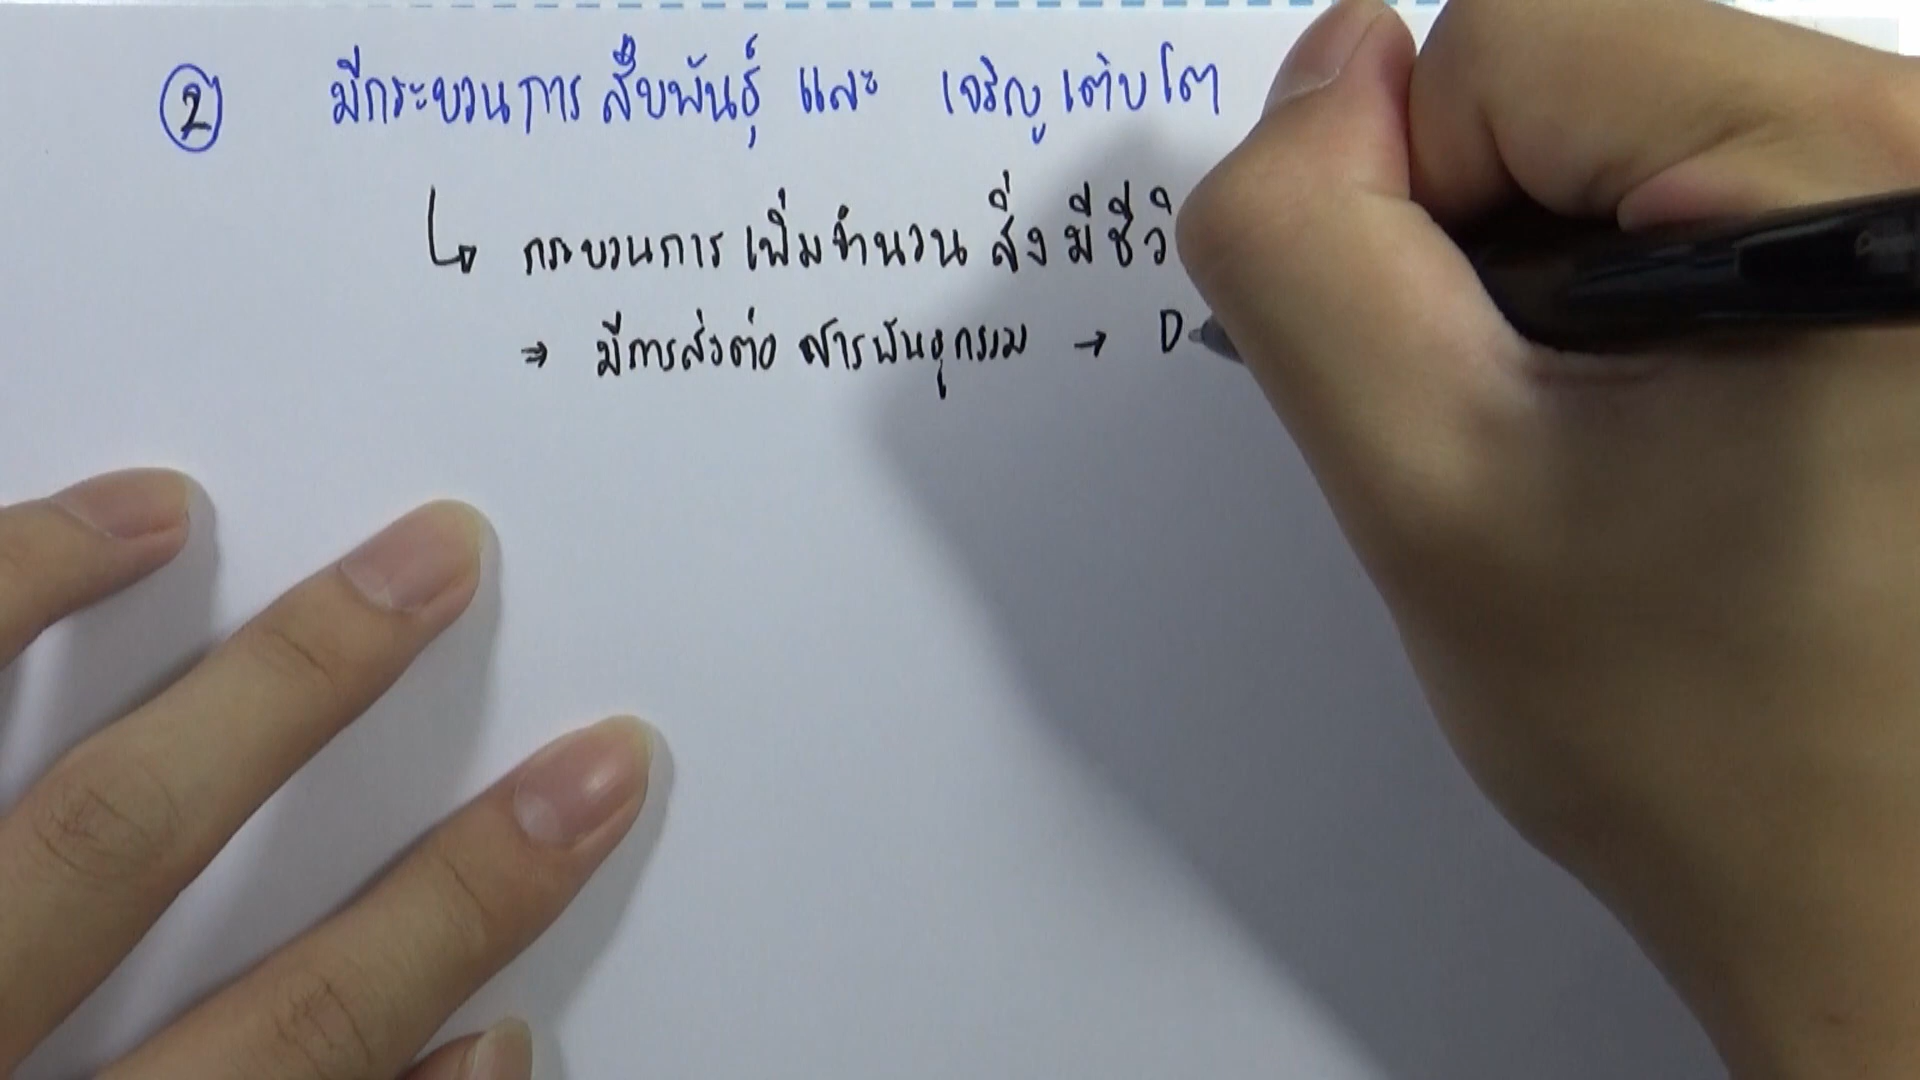 2 มีกระบวนการ สืบพันธุ์ และ เจริญเติบโต
กระบวนการ เพิ่มจำนวน สิ่งมีชีวิ
⇒ มีการส่งต่อ สารพันธุกรรม → D